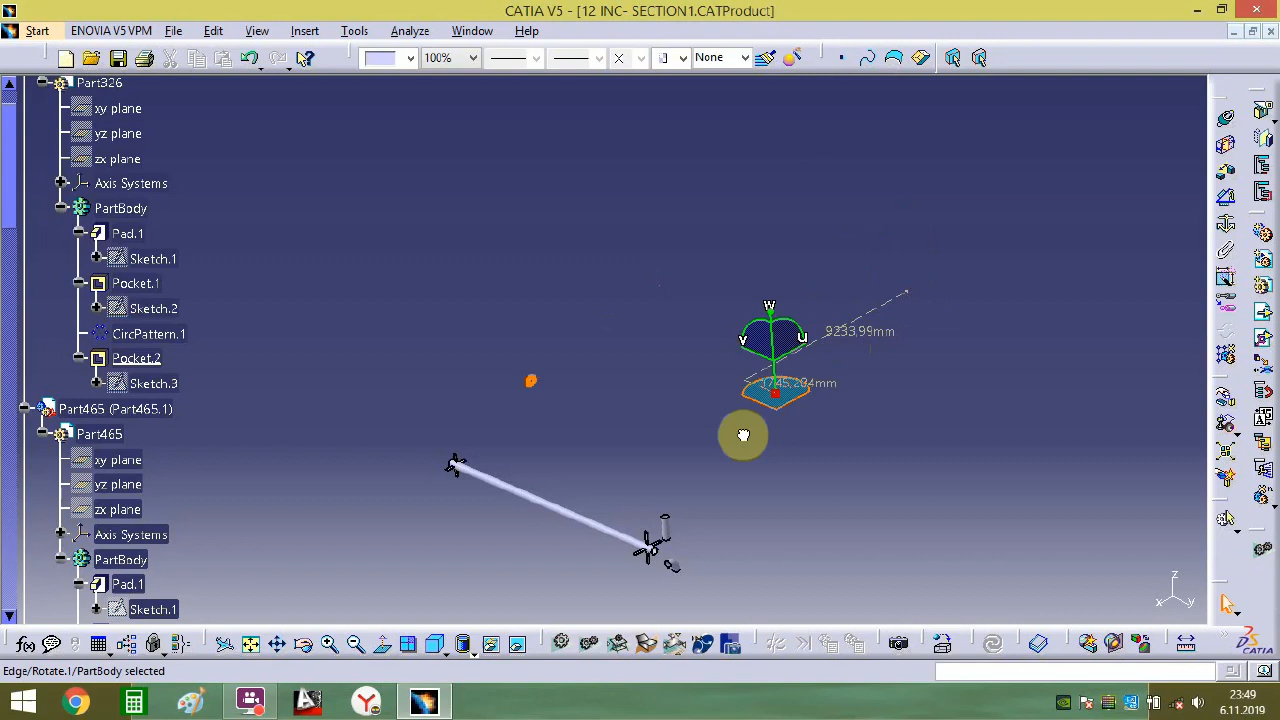 CATIA V5 - [12 INC- SECTION1.CATProduct]
Start ENOVIA V5 VPM File Edit View Insert Tools Analyze Window Help
100% None
Part326
xy plane
yz plane
zx plane
Axis Systems
PartBody
Pad.1
Sketch.1
Pocket.1
Sketch.2
CircPattern.1
Pocket.2
Sketch.3
Part465 (Part465.1)
Part465
xy plane
yz plane
zx plane
Axis Systems
PartBody
Pad.1
Sketch.1
w
v u
9233,99mm
z
x y
f(x)
CATIA
Edge/Rotate.1/PartBody selected
23:49
6.11.2019